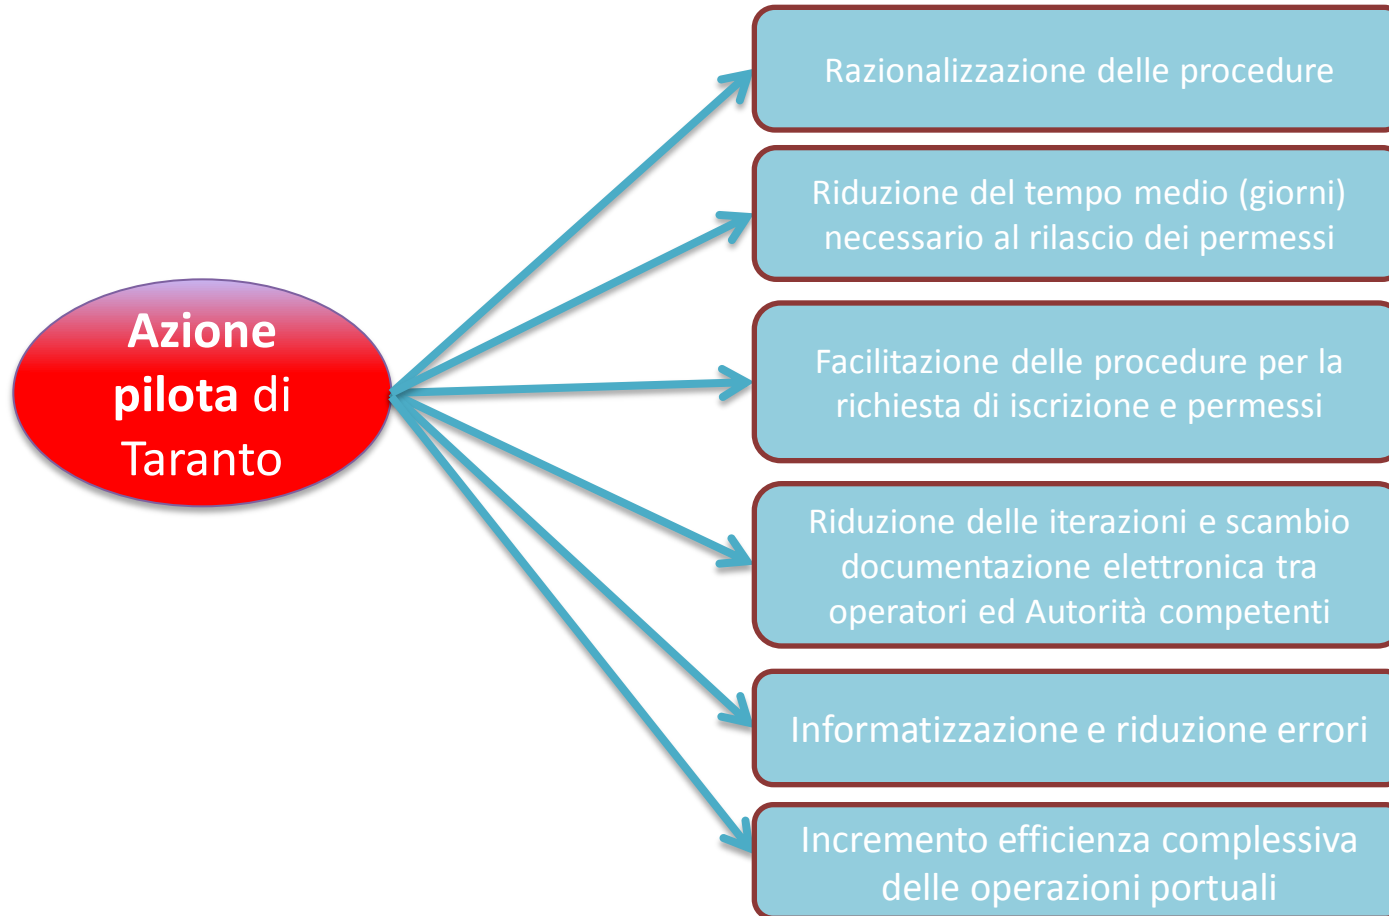 Azione
pilota di
Taranto
Razionalizzazione delle procedure
Riduzione del tempo medio (giorni)
necessario al rilascio dei permessi
Facilitazione delle procedure per la
richiesta di iscrizione e permessi
Riduzione delle iterazioni e scambio
documentazione elettronica tra
operatori ed Autorità competenti
Informatizzazione e riduzione errori
Incremento efficienza complessiva
delle operazioni portuali